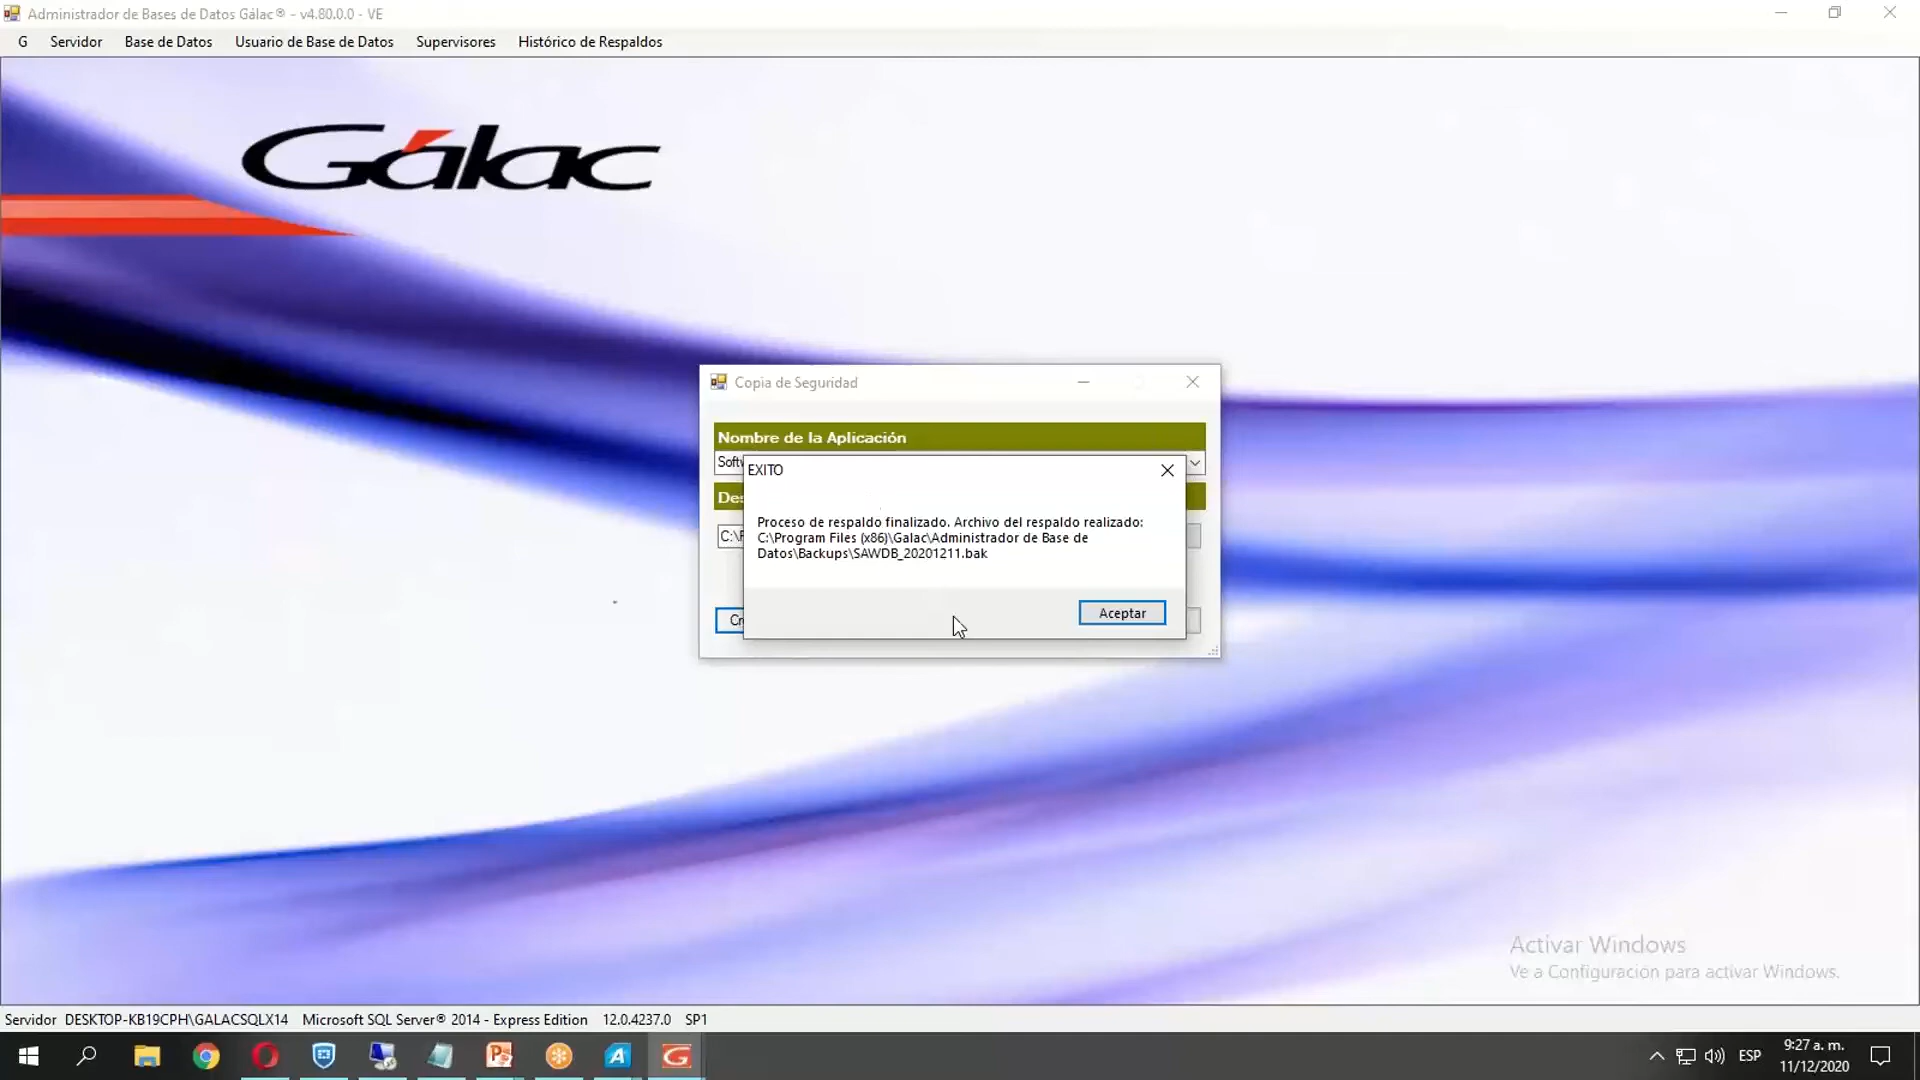 Administrador de Bases de Datos Gálac® - v4.80.0.0 - VE
G Servidor Base de Datos Usuario de Base de Datos Supervisores Histórico de Respaldos
Gálac
Copia de Seguridad
Nombre de la Aplicación
EXITO
Proceso de respaldo finalizado. Archivo del respaldo realizado:
C:\Program Files (x86)\Galac\Administrador de Base de
Datos\Backups\SAWDB_20201211.bak
Aceptar
Activar Windows
Ve a Configuración para activar Windows.
Servidor DESKTOP-KB19CPH\GALACSQLX14 Microsoft SQL Server® 2014 - Express Edition 12.0.4237.0 SP1
ESP
9:27 a. m.
11/12/2020